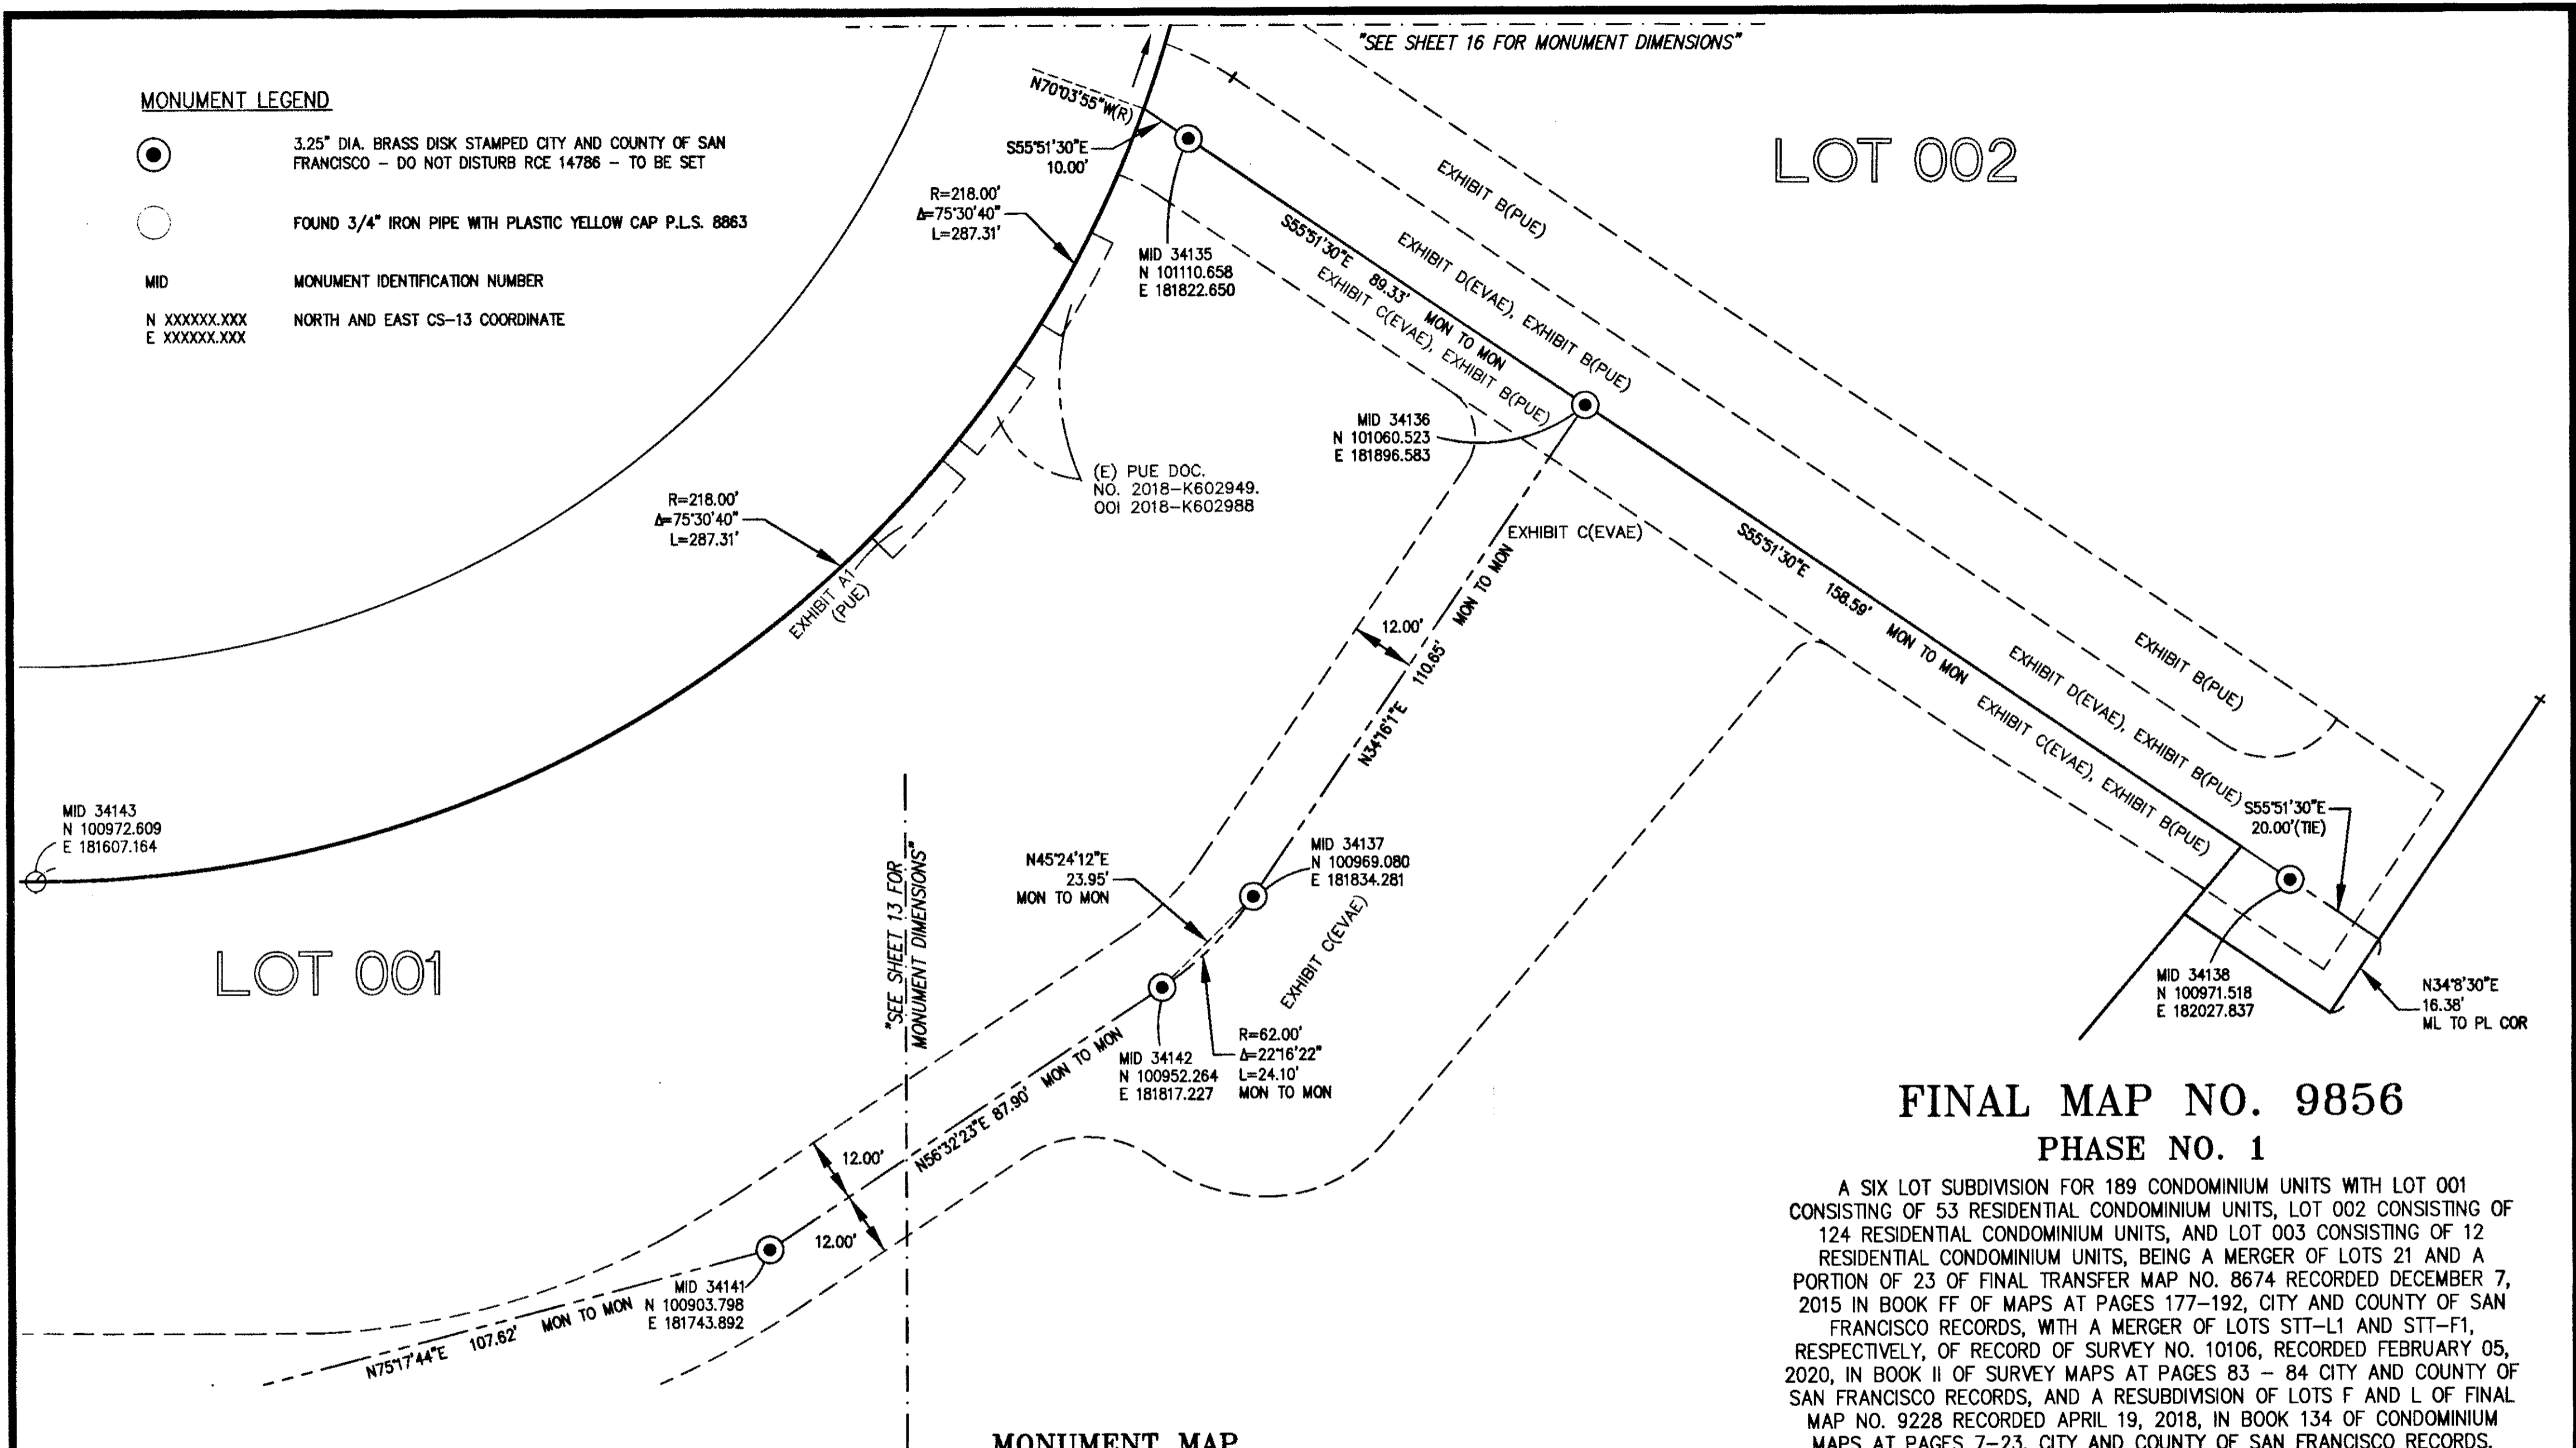 "SEE SHEET 16 FOR MONUMENT DIMENSIONS"
MONUMENT LEGEND
3.25" DIA. BRASS DISK STAMPED CITY AND COUNTY OF SAN
FRANCISCO – DO NOT DISTURB RCE 14786 – TO BE SET
FOUND 3/4" IRON PIPE WITH PLASTIC YELLOW CAP P.L.S. 8863
MID MONUMENT IDENTIFICATION NUMBER
N XXXXXX.XXX NORTH AND EAST CS-13 COORDINATE
E XXXXXX.XXX
N70°03'55"W(R)
S55°51'30"E
10.00'
R=218.00'
Δ=75°30'40"
L=287.31'
MID 34135
N 101110.658
E 181822.650
LOT 002
EXHIBIT B(PUE)
EXHIBIT D(EVAE), EXHIBIT B(PUE)
S55°51'30"E 89.33' MON TO MON
EXHIBIT C(EVAE), EXHIBIT B(PUE)
MID 34136
N 101060.523
E 181896.583
(E) PUE DOC.
NO. 2018-K602949.
OOI 2018-K602988
R=218.00'
Δ=75°30'40"
L=287.31'
EXHIBIT A1
(PUE)
EXHIBIT C(EVAE)
S55°51'30"E 158.59' MON TO MON
EXHIBIT B(PUE)
EXHIBIT D(EVAE), EXHIBIT B(PUE)
EXHIBIT C(EVAE), EXHIBIT B(PUE)
12.00'
N34°16'1"E 110.65' MON TO MON
S55°51'30"E
20.00'(TIE)
MID 34143
N 100972.609
E 181607.164
"SEE SHEET 13 FOR
MONUMENT DIMENSIONS"
N45°24'12"E
23.95'
MON TO MON
MID 34137
N 100969.080
E 181834.281
EXHIBIT C(EVAE)
LOT 001
MID 34138
N 100971.518
E 182027.837
N34°8'30"E
16.38'
ML TO PL COR
MID 34142
N 100952.264
E 181817.227
R=62.00'
Δ=22°16'22"
L=24.10'
MON TO MON
N56°32'23"E 87.90' MON TO MON
12.00'
12.00'
MID 34141
N 100903.798
E 181743.892
N75°17'44"E 107.62' MON TO MON
FINAL MAP NO. 9856
PHASE NO. 1
A SIX LOT SUBDIVISION FOR 189 CONDOMINIUM UNITS WITH LOT 001
CONSISTING OF 53 RESIDENTIAL CONDOMINIUM UNITS, LOT 002 CONSISTING OF
124 RESIDENTIAL CONDOMINIUM UNITS, AND LOT 003 CONSISTING OF 12
RESIDENTIAL CONDOMINIUM UNITS, BEING A MERGER OF LOTS 21 AND A
PORTION OF 23 OF FINAL TRANSFER MAP NO. 8674 RECORDED DECEMBER 7,
2015 IN BOOK FF OF MAPS AT PAGES 177-192, CITY AND COUNTY OF SAN
FRANCISCO RECORDS, WITH A MERGER OF LOTS STT-L1 AND STT-F1,
RESPECTIVELY, OF RECORD OF SURVEY NO. 10106, RECORDED FEBRUARY 05,
2020, IN BOOK II OF SURVEY MAPS AT PAGES 83 – 84 CITY AND COUNTY OF
SAN FRANCISCO RECORDS, AND A RESUBDIVISION OF LOTS F AND L OF FINAL
MAP NO. 9228 RECORDED APRIL 19, 2018, IN BOOK 134 OF CONDOMINIUM
MAPS AT PAGES 7-23, CITY AND COUNTY OF SAN FRANCISCO RECORDS.
MONUMENT MAP